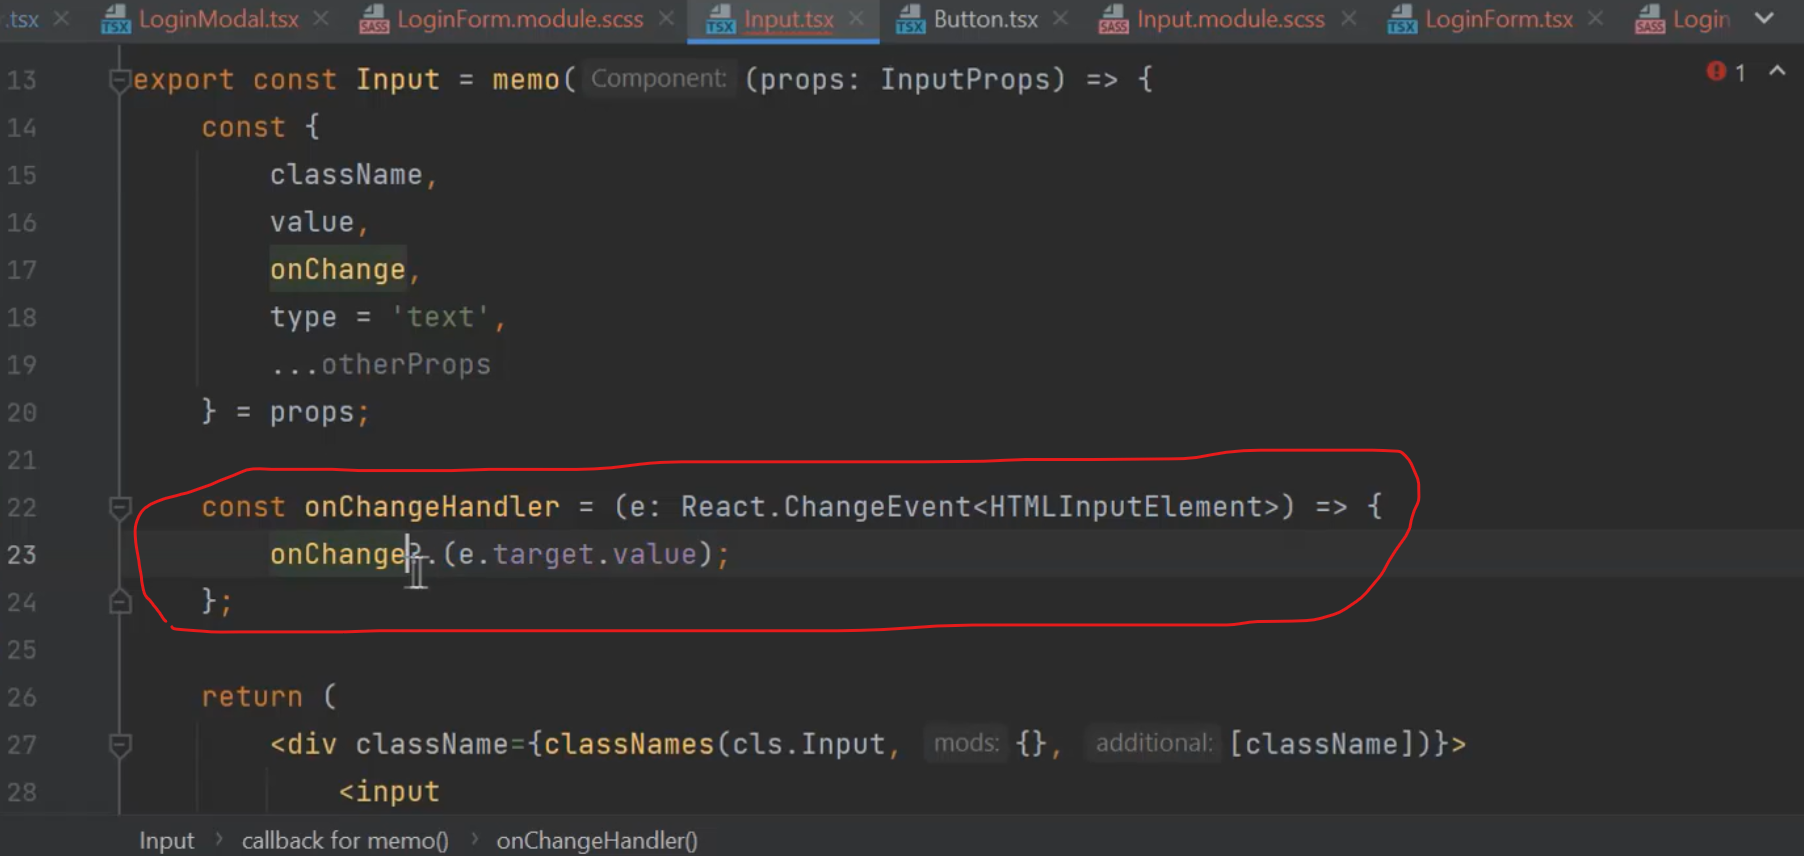 .tsx LoginModal.tsx LoginForm.module.scss Input.tsx Button.tsx Input.module.scss LoginForm.tsx Login
13 export const Input = memo( Component: (props: InputProps) => { 1
14 const {
15 className,
16 value,
17 onChange,
18 type = 'text',
19 ...otherProps
20 } = props;
21
22 const onChangeHandler = (e: React.ChangeEvent<HTMLInputElement>) => {
23 onChange?.(e.target.value);
24 };
25
26 return (
27 <div className={classNames(cls.Input, mods: {}, additional: [className])}>
28 <input
Input > callback for memo() > onChangeHandler()